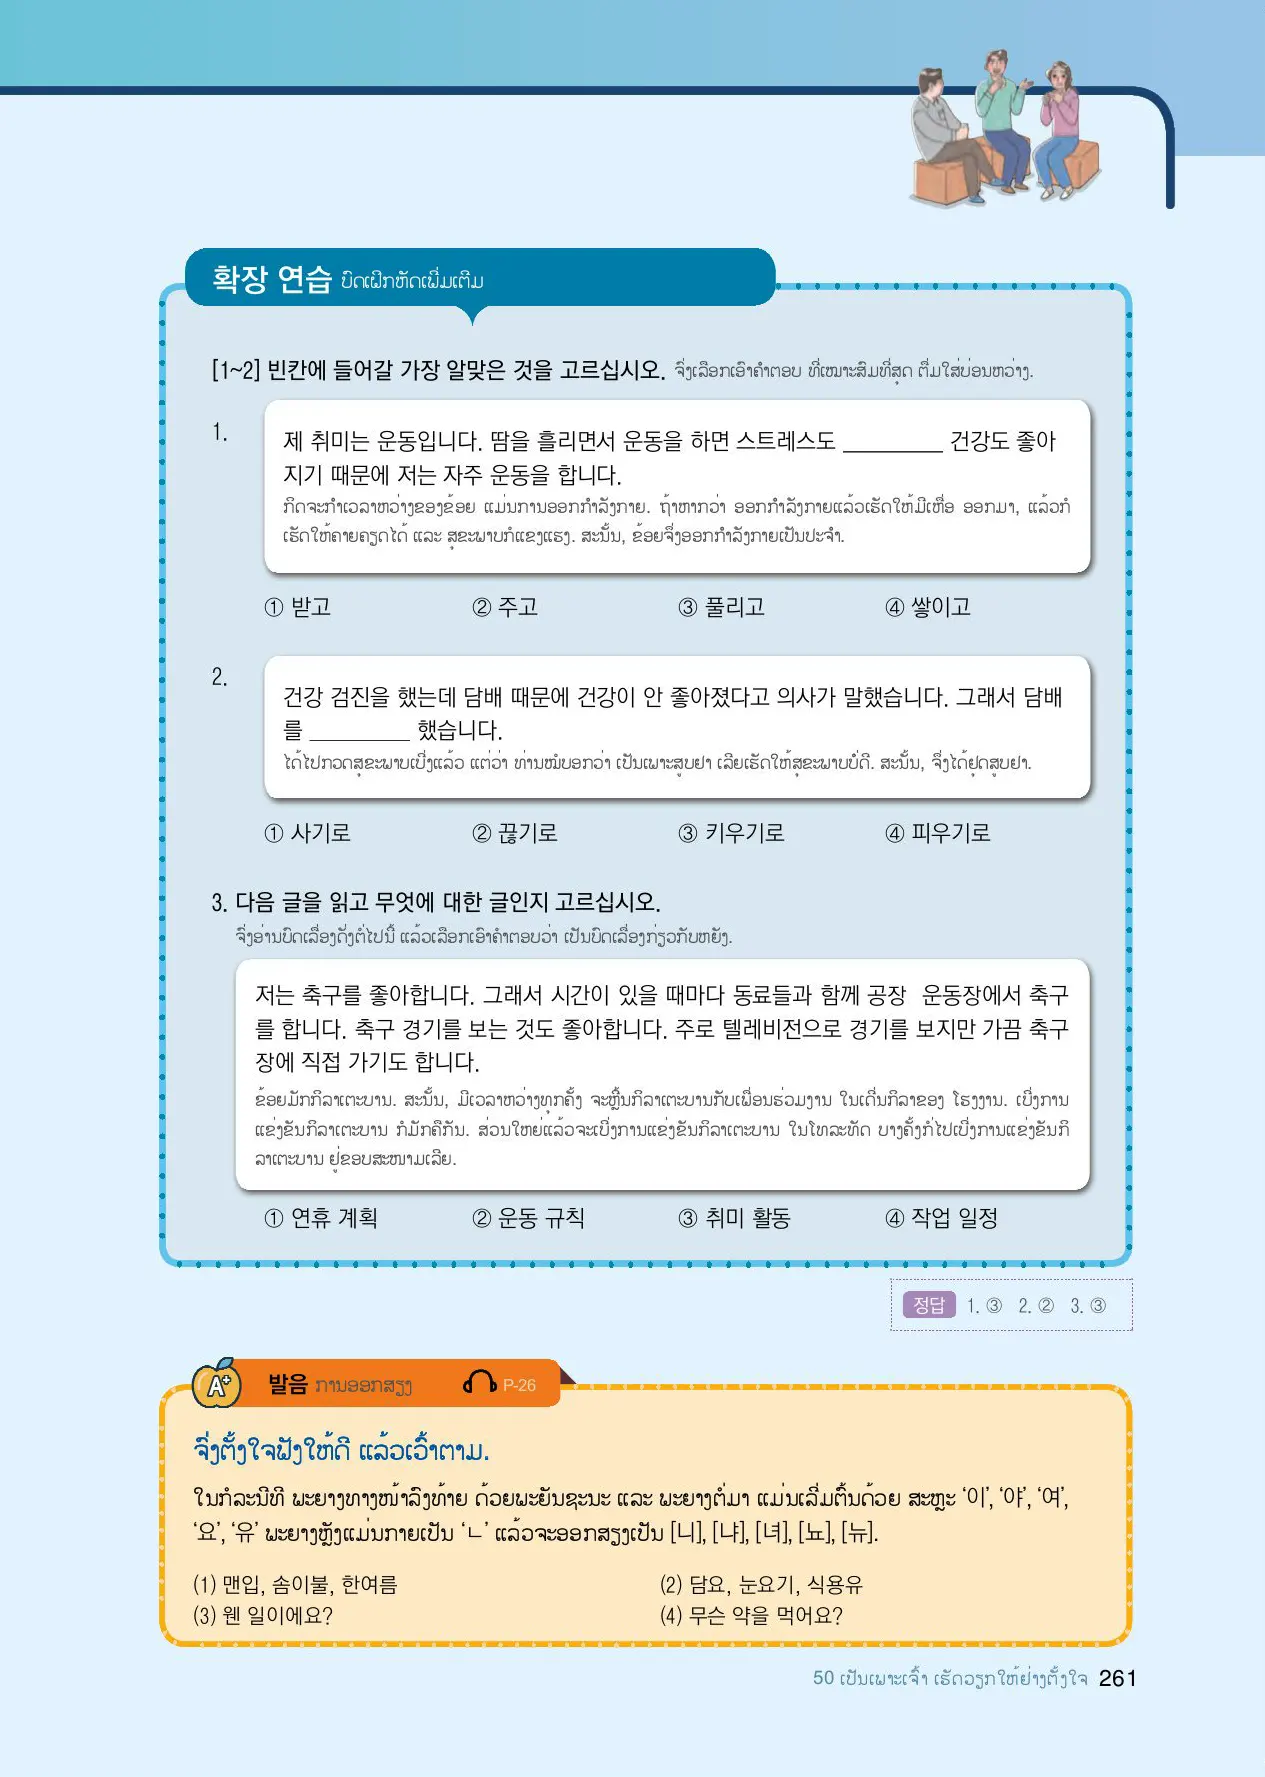 확장 연습 ບົດເຝິກຫັດເພີ່ມເຕີມ
[1~2] 빈칸에 들어갈 가장 알맞은 것을 고르십시오. ຈົ່ງເລືອກເອົາຄຳຕອບ ທີ່ເໝາະສົມທີ່ສຸດ ຕື່ມໃສ່ບ່ອນຫວ່າງ.
1.
제 취미는 운동입니다. 땀을 흘리면서 운동을 하면 스트레스도 _________ 건강도 좋아
지기 때문에 저는 자주 운동을 합니다.
ກິດຈະກຳເວລາຫວ່າງຂອງຂ້ອຍ ແມ່ນການອອກກຳລັງກາຍ. ຖ້າຫາກວ່າ ອອກກຳລັງກາຍແລ້ວເຮັດໃຫ້ມີເຫື່ອ ອອກມາ, ແລ້ວກໍ
ເຮັດໃຫ້ຄາຍຄຽດໄດ້ ແລະ ສຸຂະພາບກໍແຂງແຮງ. ສະນັ້ນ, ຂ້ອຍຈຶ່ງອອກກຳລັງກາຍເປັນປະຈຳ.
① 받고 ② 주고 ③ 풀리고 ④ 쌓이고
2.
건강 검진을 했는데 담배 때문에 건강이 안 좋아졌다고 의사가 말했습니다. 그래서 담배
를 _________ 했습니다.
ໄດ້ໄປກວດສຸຂະພາບເບິ່ງແລ້ວ ແຕ່ວ່າ ທ່ານໝໍບອກວ່າ ເປັນເພາະສູບຢາ ເລີຍເຮັດໃຫ້ສຸຂະພາບບໍ່ດີ. ສະນັ້ນ, ຈຶ່ງໄດ້ຢຸດສູບຢາ.
① 사기로 ② 끊기로 ③ 키우기로 ④ 피우기로
3. 다음 글을 읽고 무엇에 대한 글인지 고르십시오.
ຈົ່ງອ່ານບົດເລື່ອງດັ່ງຕໍ່ໄປນີ້ ແລ້ວເລືອກເອົາຄຳຕອບວ່າ ເປັນບົດເລື່ອງກ່ຽວກັບຫຍັງ.
저는 축구를 좋아합니다. 그래서 시간이 있을 때마다 동료들과 함께 공장 운동장에서 축구
를 합니다. 축구 경기를 보는 것도 좋아합니다. 주로 텔레비전으로 경기를 보지만 가끔 축구
장에 직접 가기도 합니다.
ຂ້ອຍມັກກິລາເຕະບານ. ສະນັ້ນ, ມີເວລາຫວ່າງທຸກຄັ້ງ ຈະຫຼິ້ນກິລາເຕະບານກັບເພື່ອນຮ່ວມງານ ໃນເດີ່ນກິລາຂອງ ໂຮງງານ. ເບິ່ງການ
ແຂ່ງຂັນກິລາເຕະບານ ກໍມັກຄືກັນ. ສ່ວນໃຫຍ່ແລ້ວຈະເບິ່ງການແຂ່ງຂັນກິລາເຕະບານ ໃນໂທລະທັດ ບາງຄັ້ງກໍ່ໄປເບິ່ງການແຂ່ງຂັນກິ
ລາເຕະບານ ຢູ່ຂອບສະໜາມເລີຍ.
① 연휴 계획 ② 운동 규칙 ③ 취미 활동 ④ 작업 일정
정답 1. ③ 2. ② 3. ③
A+ 발음 ການອອກສຽງ P-26
ຈົ່ງຕັ້ງໃຈຟັງໃຫ້ດີ ແລ້ວເວົ້າຕາມ.
ໃນກໍລະນີທີ່ ພະຍາງທາງໜ້າລົງທ້າຍ ດ້ວຍພະຍັນຊະນະ ແລະ ພະຍາງຕໍ່ມາ ແມ່ນເລີ່ມຕົ້ນດ້ວຍ ສະຫຼະ ‘이’, ‘야’, ‘여’,
‘요’, ‘유’ ພະຍາງຫຼັງແມ່ນກາຍເປັນ ‘ㄴ’ ແລ້ວຈະອອກສຽງເປັນ [니], [냐], [녀], [뇨], [뉴].
(1) 맨입, 솜이불, 한여름 (2) 담요, 눈요기, 식용유
(3) 웬 일이에요? (4) 무슨 약을 먹어요?
50 ເປັນເພາະເຈົ້າ ເຮັດວຽກໃຫ້ຢ່າງຕັ້ງໃຈ 261